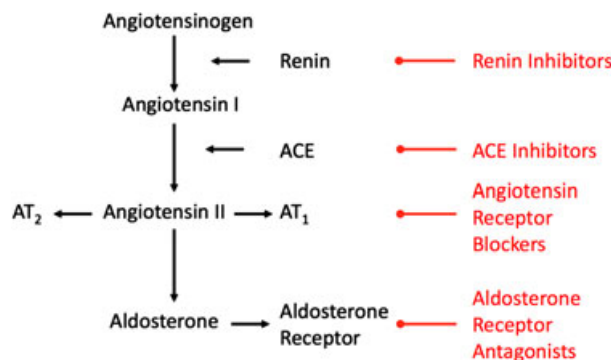 Angiotensinogen
Renin
Renin Inhibitors
Angiotensin I
ACE
ACE Inhibitors
AT₂
Angiotensin II
AT₁
Angiotensin
Receptor
Blockers
Aldosterone
Aldosterone
Receptor
Aldosterone
Receptor
Antagonists